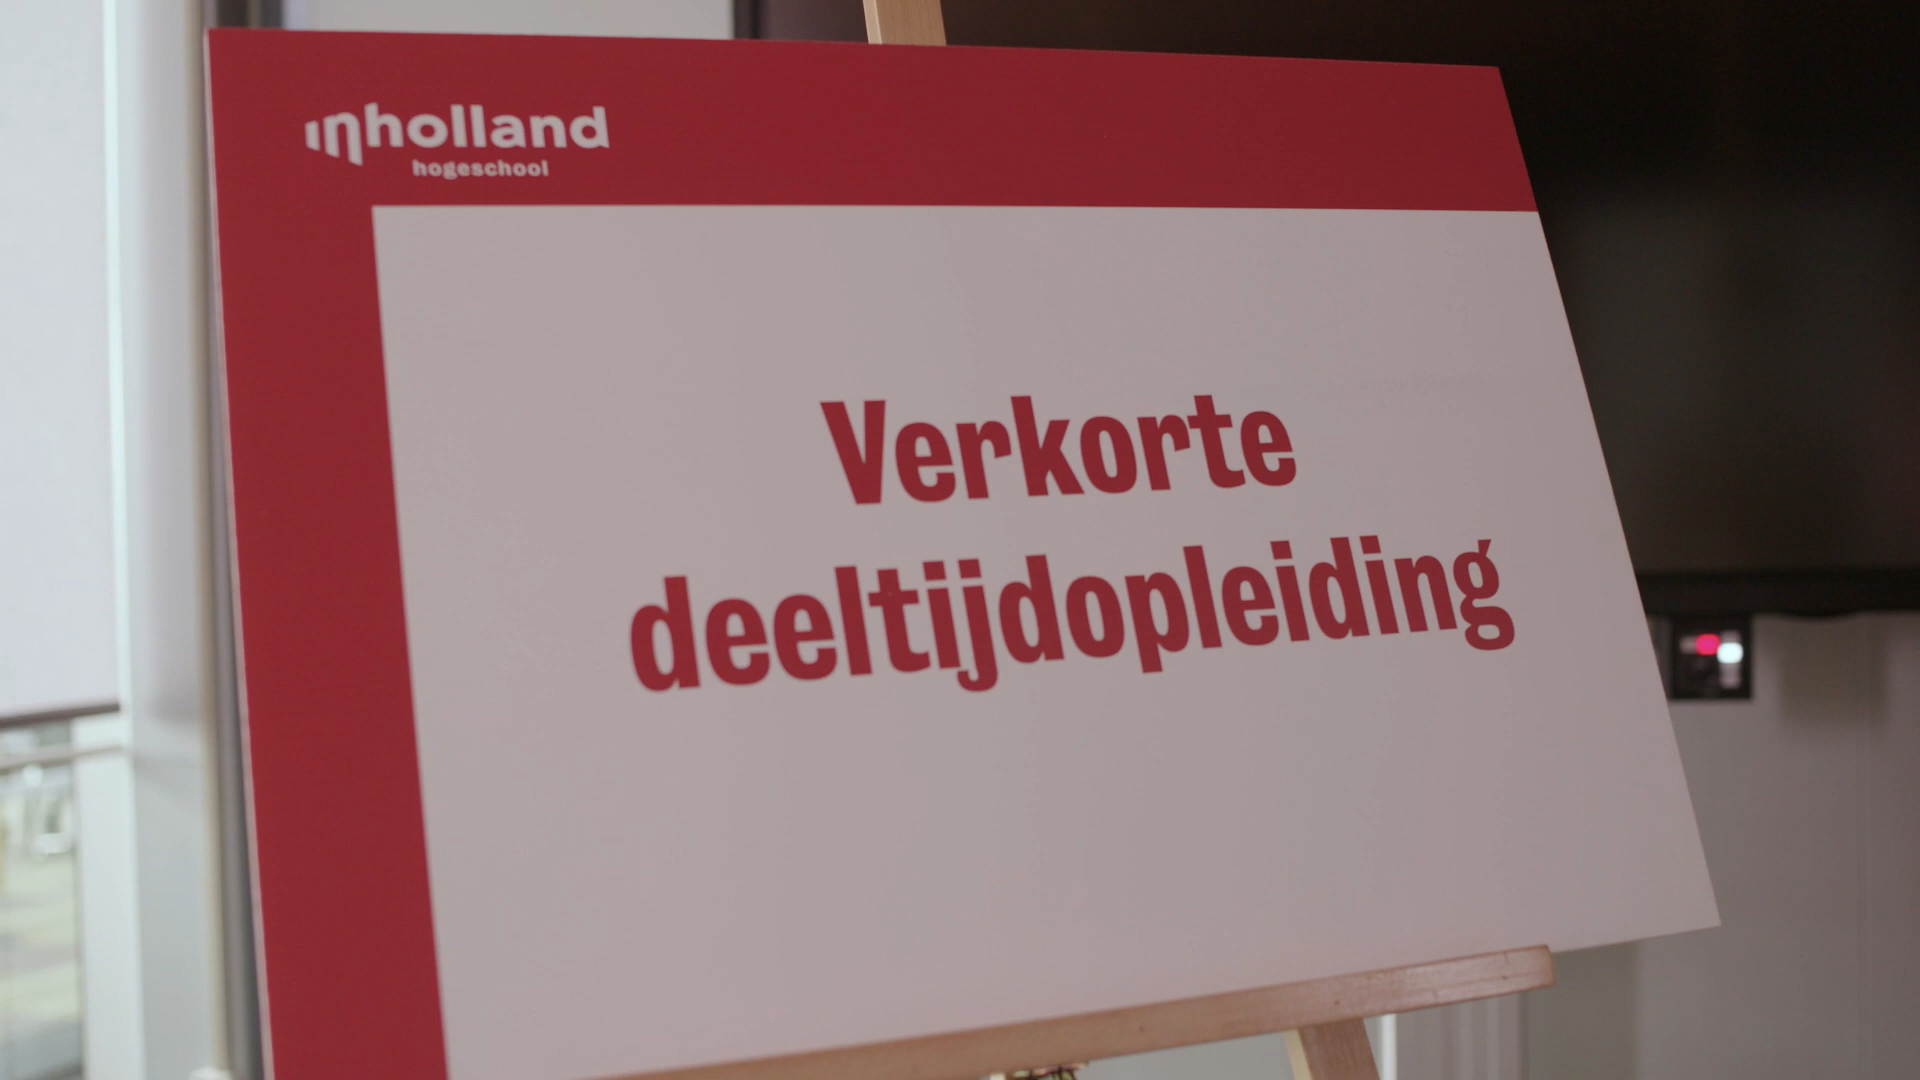 inholland
hogeschool
Verkorte
deeltijdopleiding